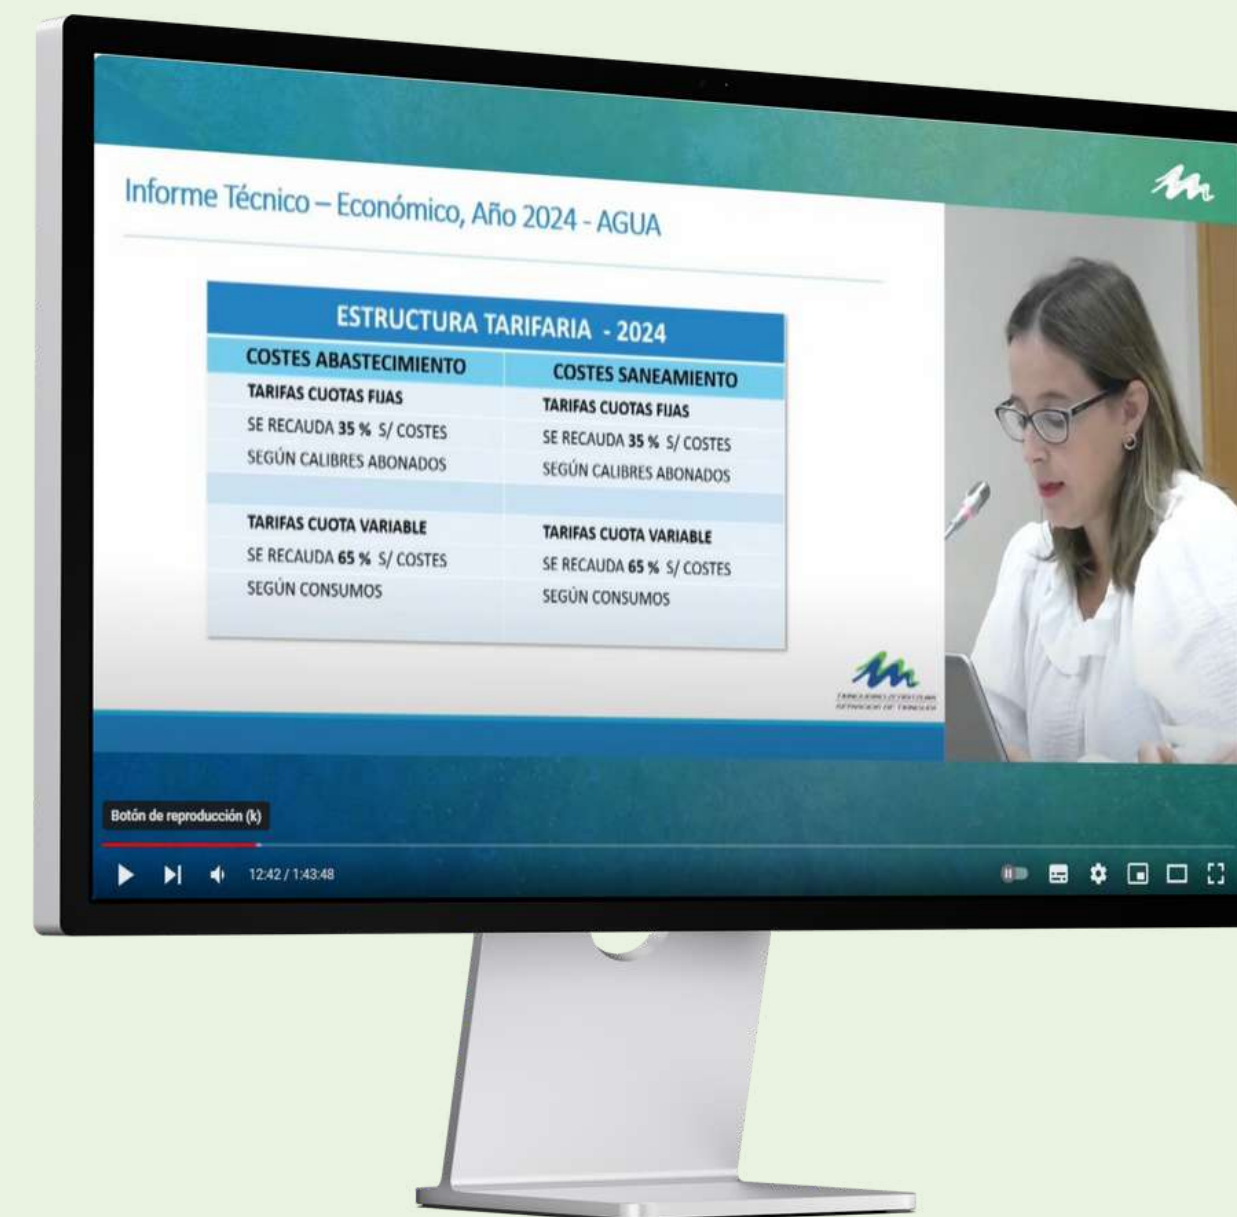 Informe Técnico – Económico, Año 2024 - AGUA
ESTRUCTURA TARIFARIA - 2024
COSTES ABASTECIMIENTO
COSTES SANEAMIENTO
TARIFAS CUOTAS FIJAS
TARIFAS CUOTAS FIJAS
SE RECAUDA 35 % S/ COSTES
SE RECAUDA 35 % S/ COSTES
SEGÚN CALIBRES ABONADOS
SEGÚN CALIBRES ABONADOS
TARIFAS CUOTA VARIABLE
TARIFAS CUOTA VARIABLE
SE RECAUDA 65 % S/ COSTES
SE RECAUDA 65 % S/ COSTES
SEGÚN CONSUMOS
SEGÚN CONSUMOS
Botón de reproducción (k)
12:42 / 1:43:48